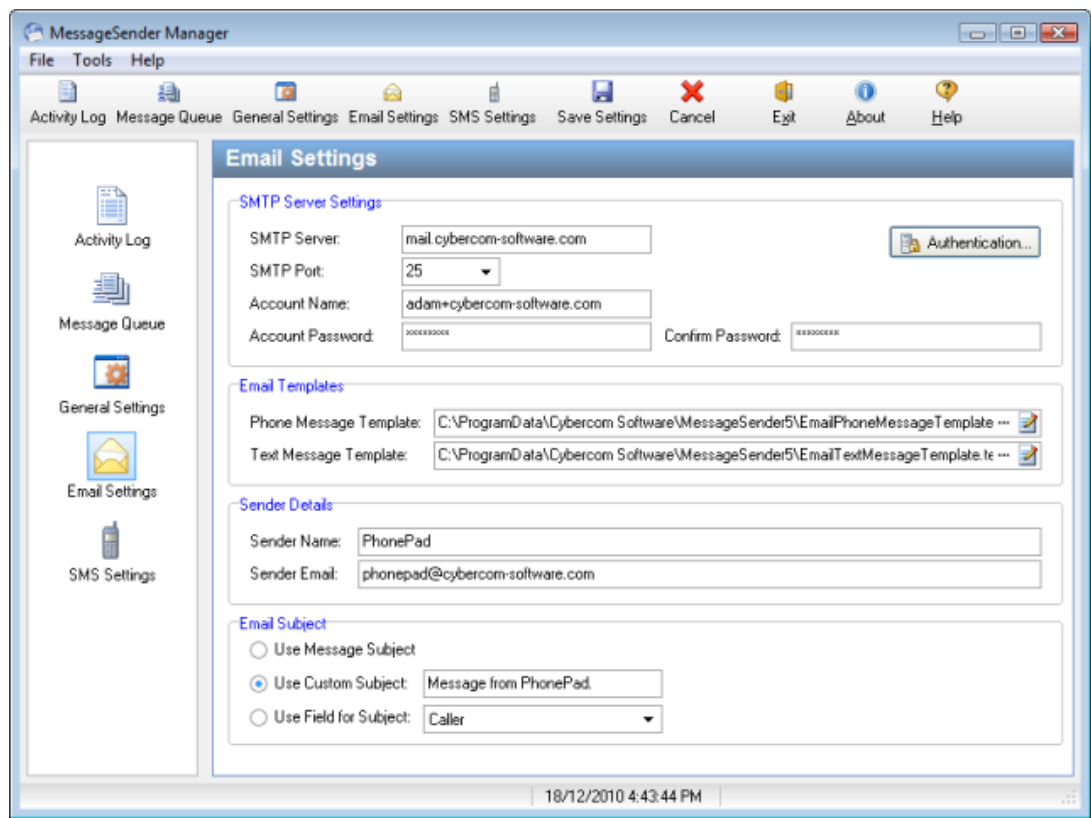 MessageSender Manager
File Tools Help
Activity Log Message Queue General Settings Email Settings SMS Settings Save Settings Cancel Exit About Help
Email Settings
Activity Log
Message Queue
General Settings
Email Settings
SMS Settings
SMTP Server Settings
SMTP Server: mail.cybercom-software.com Authentication...
SMTP Port: 25
Account Name: adam+cybercom-software.com
Account Password: ×××××××× Confirm Password: ××××××××
Email Templates
Phone Message Template: C:\ProgramData\Cybercom Software\MessageSender5\EmailPhoneMessageTemplate ...
Text Message Template: C:\ProgramData\Cybercom Software\MessageSender5\EmailTextMessageTemplate.te ...
Sender Details
Sender Name: PhonePad
Sender Email: phonepad@cybercom-software.com
Email Subject
Use Message Subject
Use Custom Subject: Message from PhonePad.
Use Field for Subject: Caller
18/12/2010 4:43:44 PM